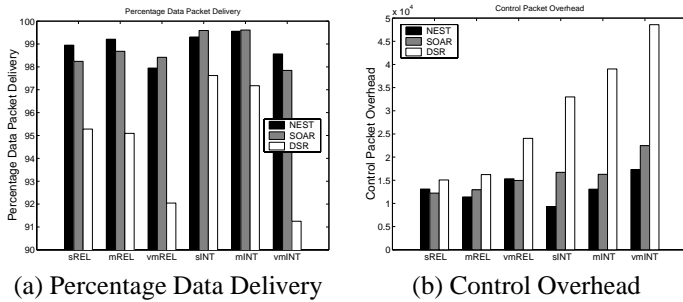 Percentage Data Packet Delivery
100
99
98
97
96
95
94
93
92
91
90
Percentage Data Packet Delivery
NEST
SOAR
DSR
sREL mREL vmREL sINT mINT vmINT
(a) Percentage Data Delivery
Control Packet Overhead
x 10^4
5
4.5
4
3.5
3
2.5
2
1.5
1
0.5
0
Control Packet Overhead
NEST
SOAR
DSR
sREL mREL vmREL sINT mINT vmINT
(b) Control Overhead